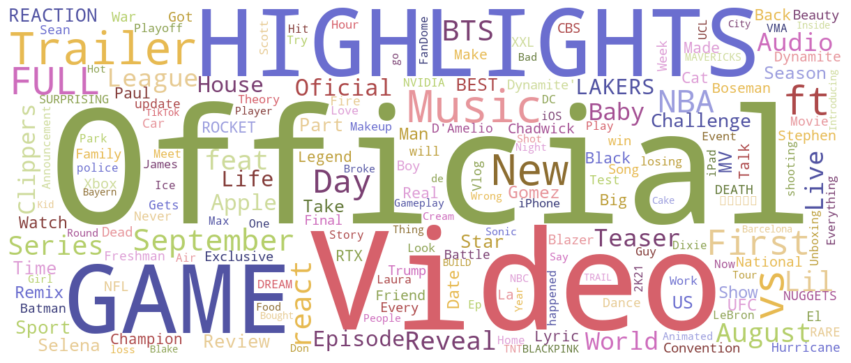 REACTION
Sean
War
Playoff
Got
Hit
Try
Hour
Scott
HIGHLIGHTS
BTS
go
FanDome
War
XXL
CBS
Bad
Week
Made
Back
Beauty
VMA
City
UCL
Inside
Trailer
Hot
Paul
FULL
League
House
Oficial
NVIDIA
Make
BEST
Dynamite'
LAKERS
DC
iOS
Cat
MAVERICKS
Audio
Dynamite
Season
Boseman
SURPRISING
update
TikTok
Theory
Car
Player
Fire
Love
Music
Baby
NBA
ft
Movie
Introducing
Clippers
Announcement
Park
Family
police
Bayern
ROCKET
Part
Makeup
D'Amelio
Man
will
Chadwick
Shot
Night
Play
win
Challenge
Event
Stephen
Official
feat
Legend
Boy
de
Vlog
New
Black
Song
Test
losing
iPad
MV
Talk
DEATH
shooting
Live
Everything
Xbox
Meet
James
Ice
Life
Apple
Gets
Max
One
Day
Take
Final
Broke
Real
Gameplay
Cream
Wrong
iPhone
Gomez
Big
Cake
Kid
Watch
Never
Series
Round
Dead
September
Exclusive
Story
Thing
Look
Star
Sonic
Battle
BUILD
Blazer
Say
Guy
Teaser
Dixie
First
Barcelona
National
Unboxing
Time
Girl
Freshman
Air
GAME
DREAM
Food
Bought
react
RTX
Trump
Laura
Friend
Every
People
Video
Date
Year
NBC
Ep
La
happened
TRAIL
Dance
2K21
Work
US
Now
Tour
Show
UFC
vs
Lil
NUGGETS
LeBron
El
RARE
Remix
NFL
Batman
Sport
Selena
Champion
loss
Blake
Review
Don
Episode
Reveal
Home
TNT
Lyric
BLACKPINK
World
Animated
Convention
August
Hurricane